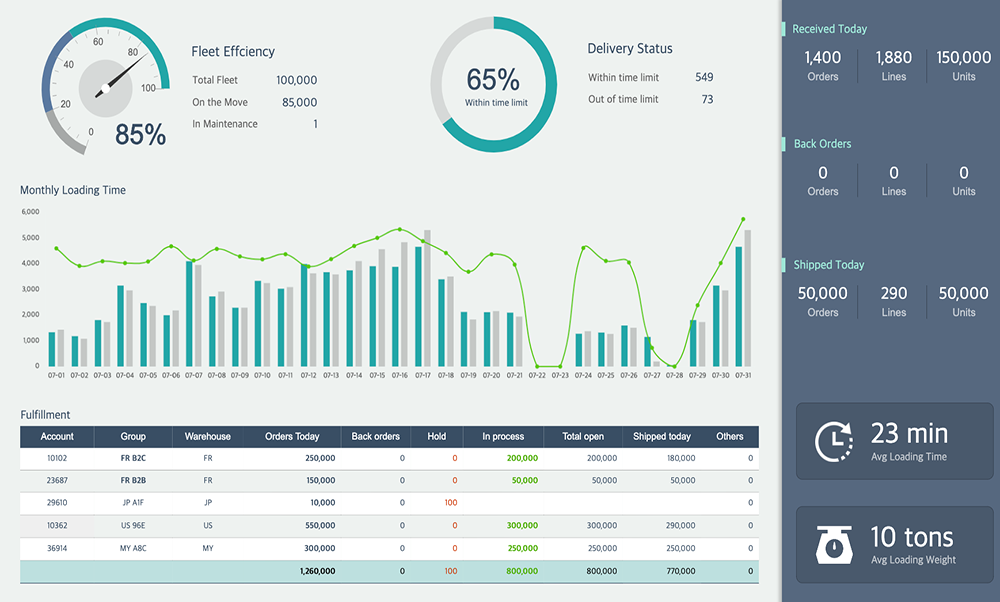 Fleet Effciency
Total Fleet 100,000
On the Move 85,000
In Maintenance 1
0 20 40 60 80 100
85%
Delivery Status
65%
Within time limit
Within time limit 549
Out of time limit 73
Monthly Loading Time
6,000
5,000
4,000
3,000
2,000
1,000
0
07-01 07-02 07-03 07-04 07-05 07-06 07-07 07-08 07-09 07-10 07-11 07-12 07-13 07-14 07-15 07-16 07-17 07-18 07-19 07-20 07-21 07-22 07-23 07-24 07-25 07-26 07-27 07-28 07-29 07-30 07-31
Fulfillment
Account Group Warehouse Orders Today Back orders Hold In process Total open Shipped today Others
10102 FR B2C FR 250,000 0 0 200,000 200,000 180,000 0
23687 FR B2B FR 150,000 0 0 50,000 50,000 50,000 0
29610 JP A1F JP 10,000 0 100 0
10362 US 96E US 550,000 0 0 300,000 300,000 290,000 0
36914 MY A8C MY 300,000 0 0 250,000 250,000 250,000 0
1,260,000 0 100 800,000 800,000 770,000 0
Received Today
1,400 1,880 150,000
Orders Lines Units
Back Orders
0 0 0
Orders Lines Units
Shipped Today
50,000 290 50,000
Orders Lines Units
23 min
Avg Loading Time
10 tons
Avg Loading Weight